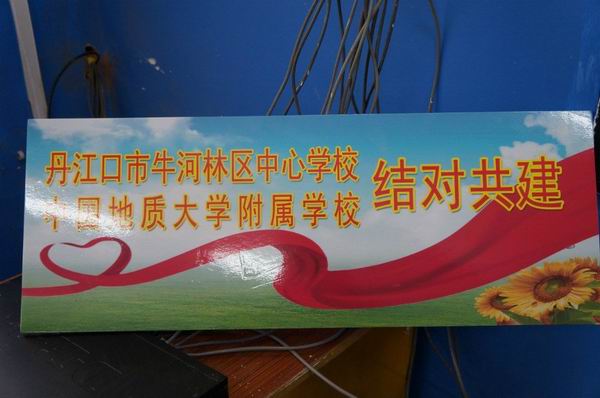 丹江口市牛河林区中心学校
中国地质大学附属学校
结对共建